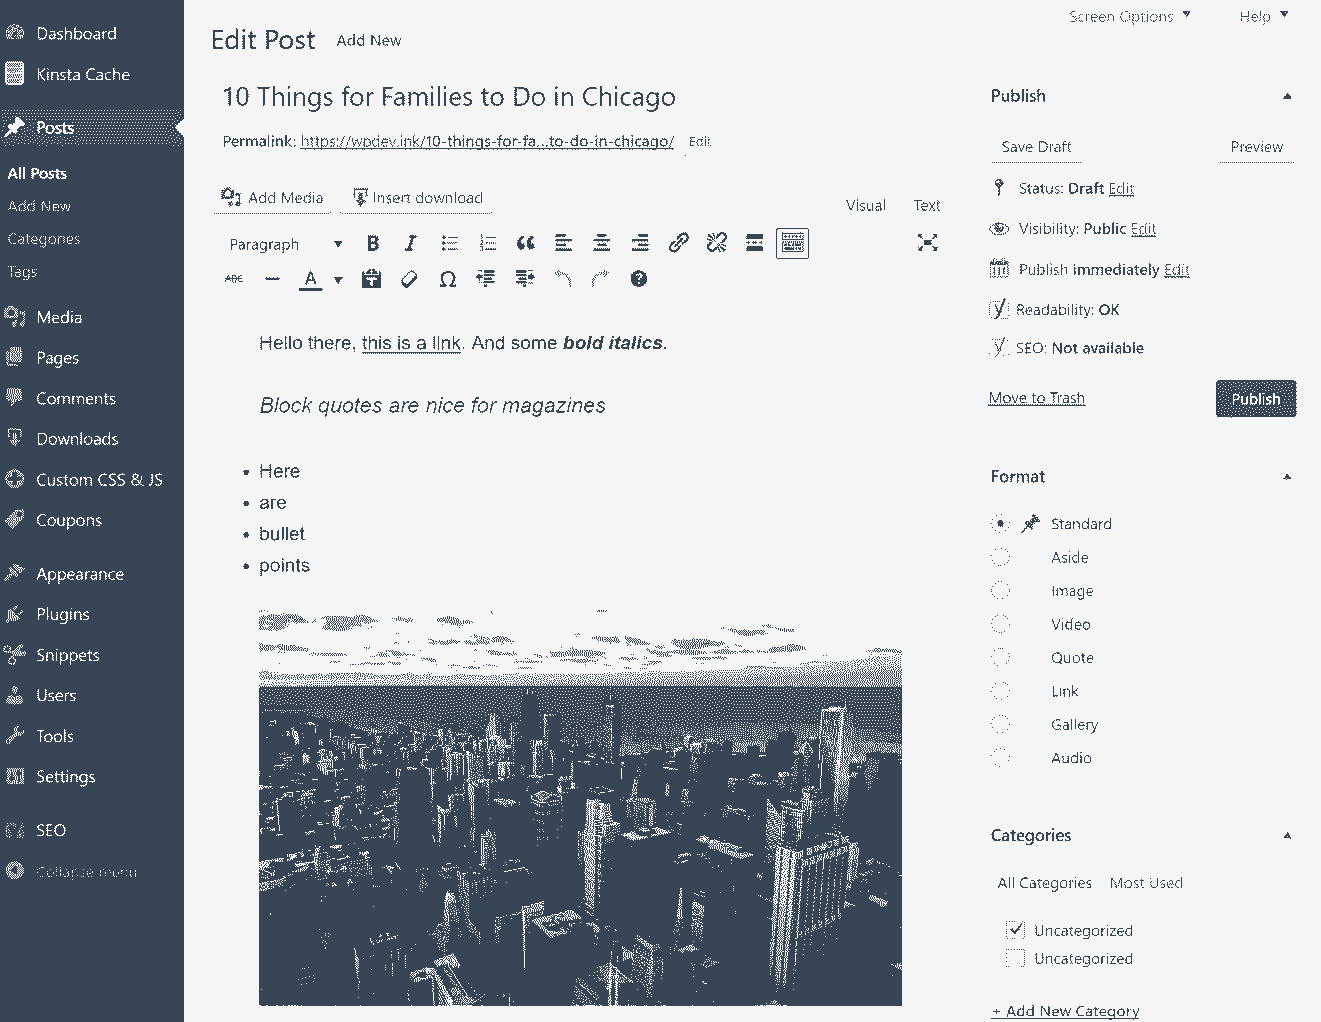 Dashboard
Kinsta Cache
Posts
All Posts
Add New
Categories
Tags
Media
Pages
Comments
Downloads
Custom CSS & JS
Coupons
Appearance
Plugins
Snippets
Users
Tools
Settings
SEO
Collapse menu
Screen Options Help
Edit Post Add New
10 Things for Families to Do in Chicago
Permalink: https://wpdev.ink/10-things-for-fa...to-do-in-chicago/ Edit
Add Media Insert download
Visual Text
Paragraph B I
ABC A Ω ?
Hello there, this is a link. And some bold italics.
Block quotes are nice for magazines
• Here
• are
• bullet
• points
Publish
Save Draft Preview
Status: Draft Edit
Visibility: Public Edit
Publish immediately Edit
Readability: OK
SEO: Not available
Move to Trash Publish
Format
Standard
Aside
Image
Video
Quote
Link
Gallery
Audio
Categories
All Categories Most Used
Uncategorized
Uncategorized
+ Add New Category